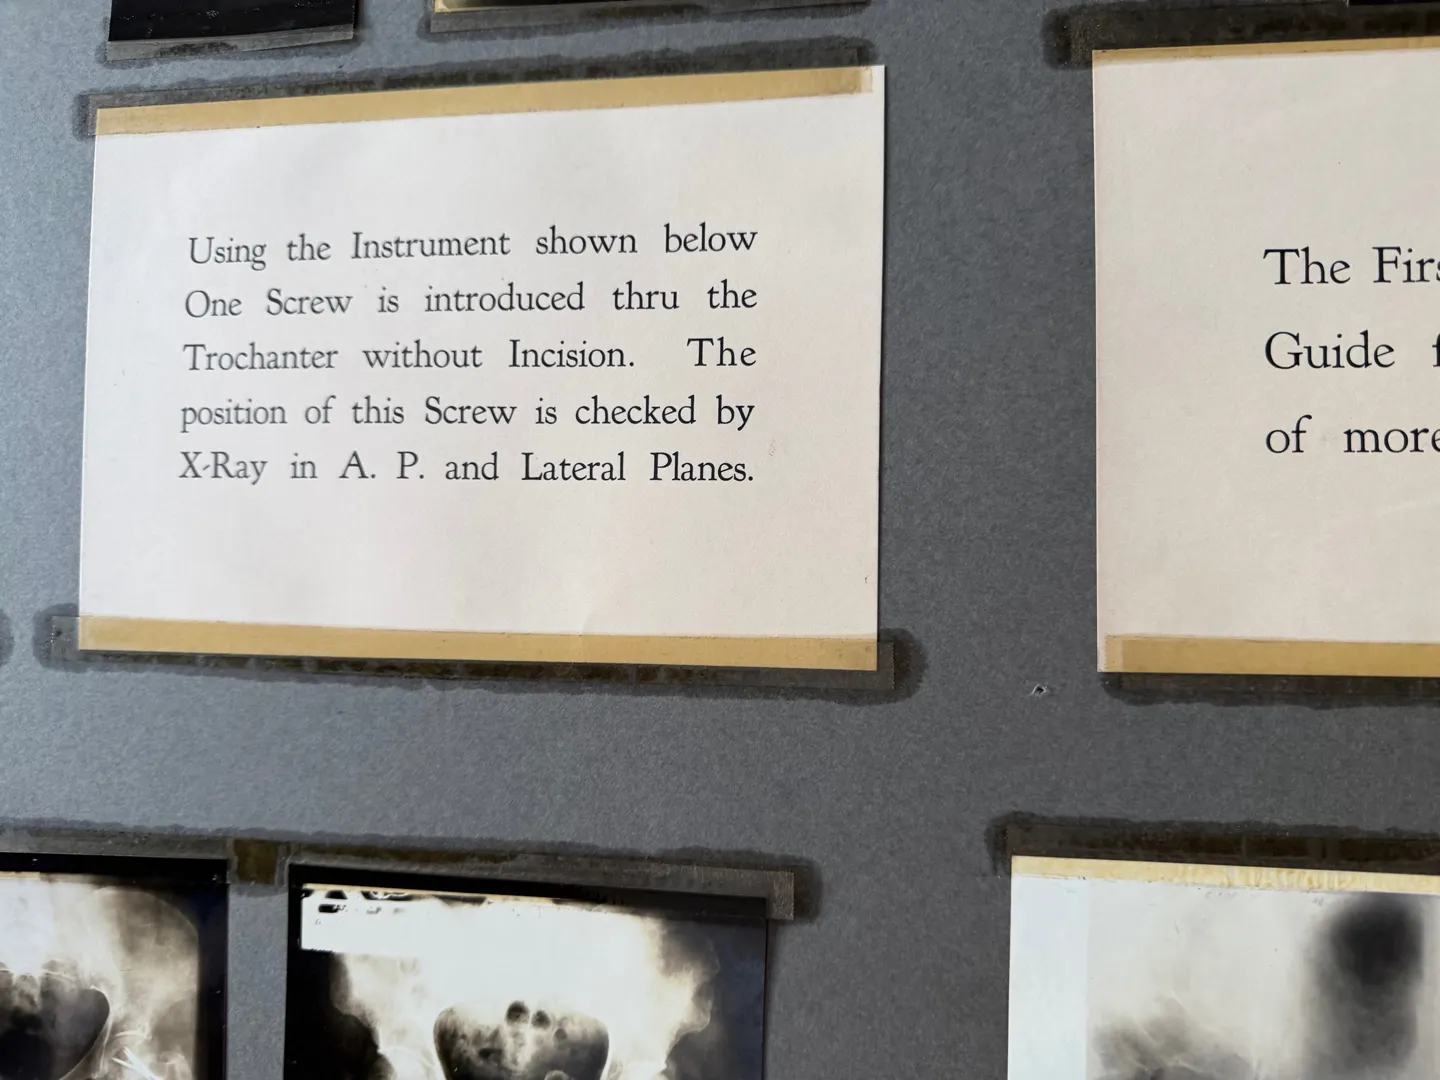 Using the Instrument shown below
One Screw is introduced thru the
Trochanter without Incision. The
position of this Screw is checked by
X-Ray in A. P. and Lateral Planes.
The
Guide
of more